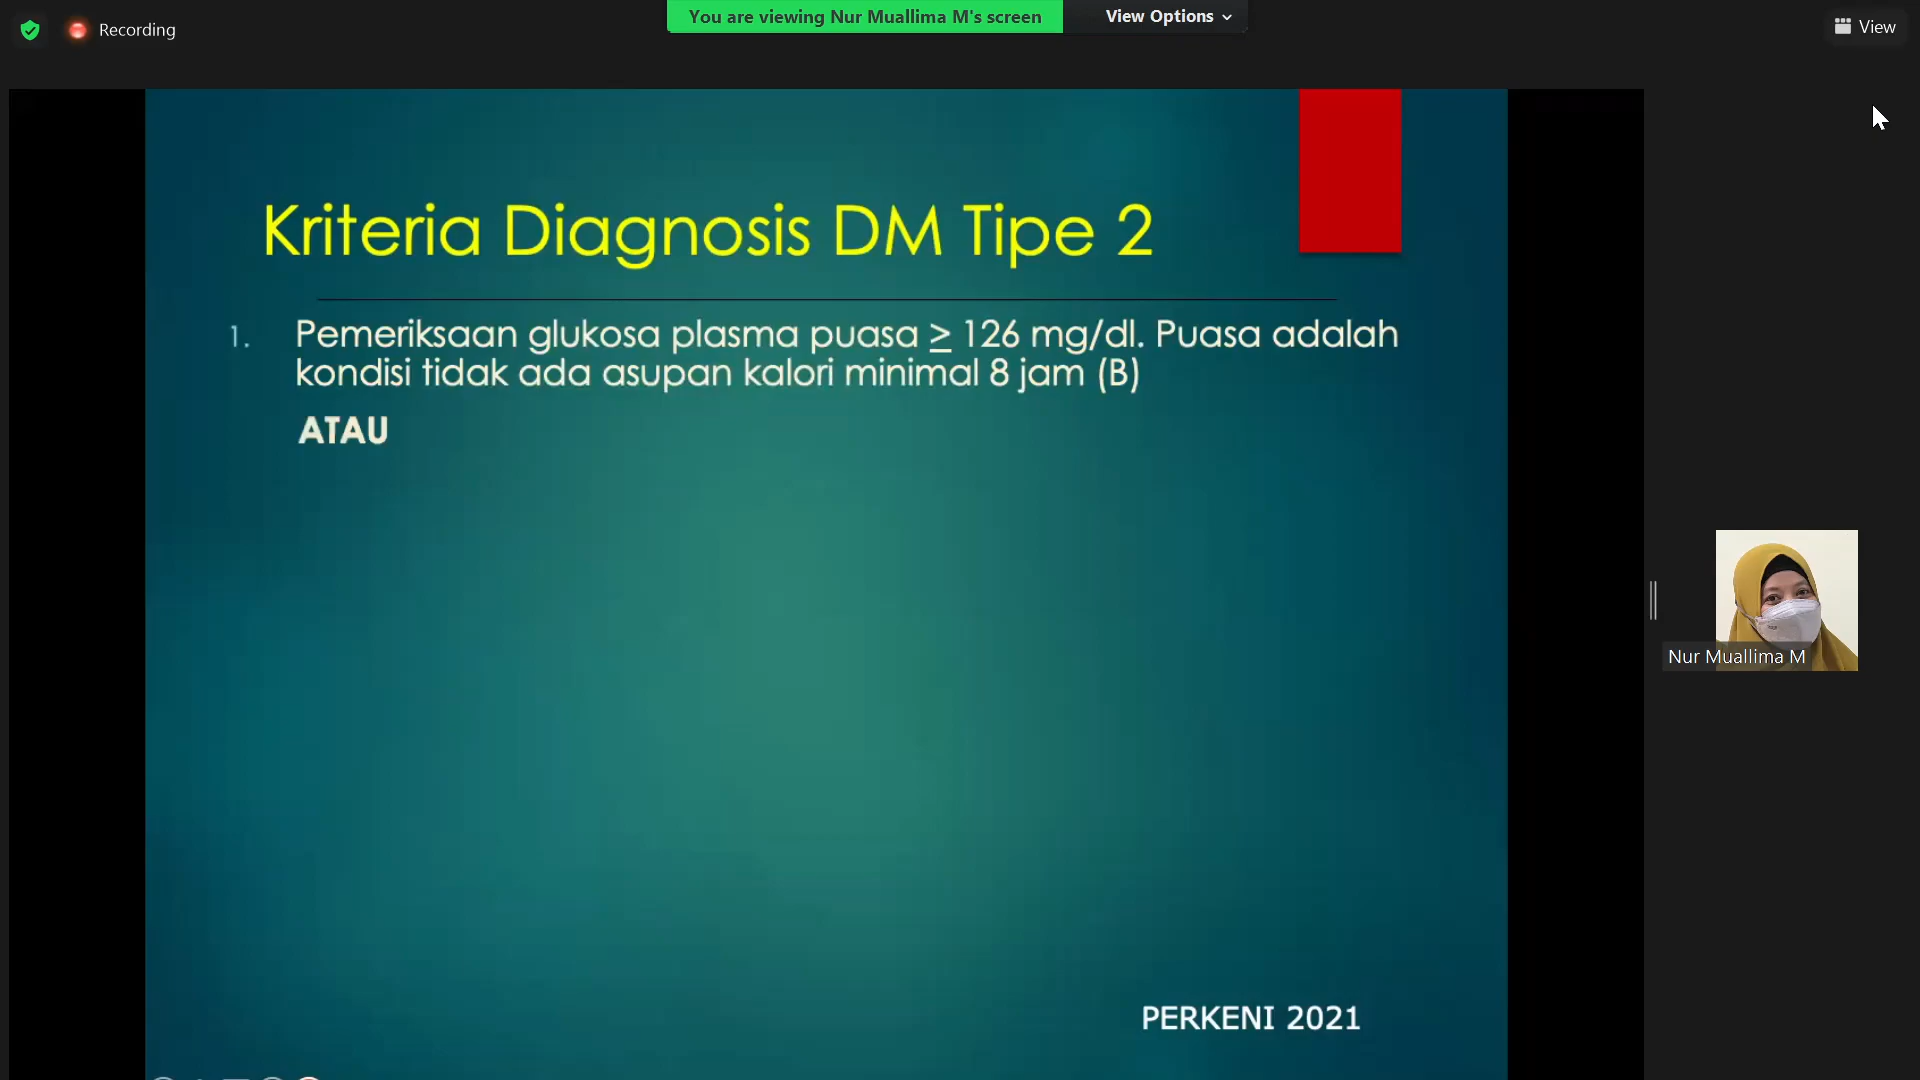 Recording
You are viewing Nur Muallima M's screen
View Options
View
Kriteria Diagnosis DM Tipe 2
1. Pemeriksaan glukosa plasma puasa ≥ 126 mg/dl. Puasa adalah
kondisi tidak ada asupan kalori minimal 8 jam (B)
ATAU
Nur Muallima M
PERKENI 2021